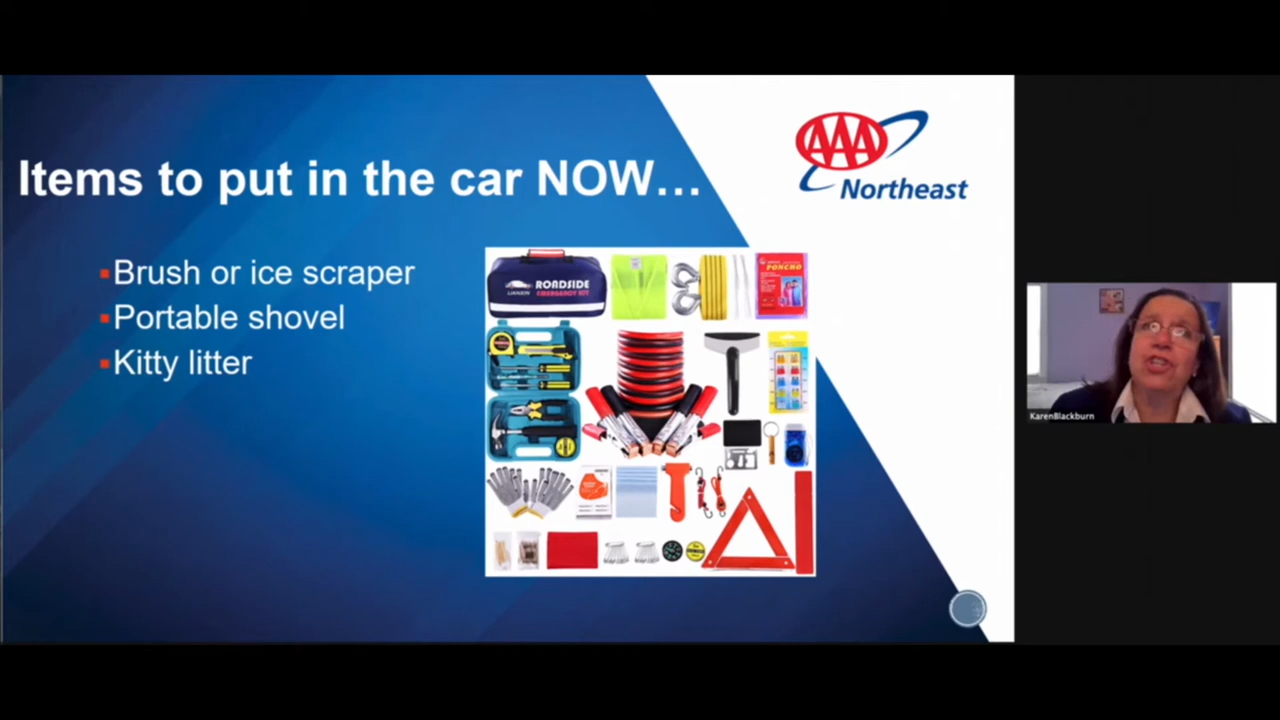 Items to put in the car NOW...
AAA
Northeast
▪Brush or ice scraper
▪Portable shovel
▪Kitty litter
ROADSIDE
EMERGENCY KIT
PONCHO
KarenBlackburn